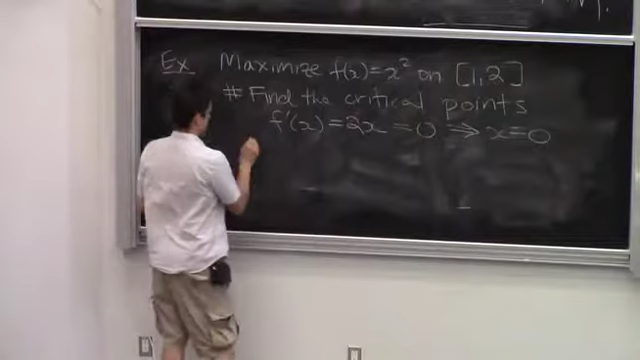 Ex Maximize f(x)=x² on [1,2]
# Find the critical points
f'(x)=2x=0 ⇒ x=0